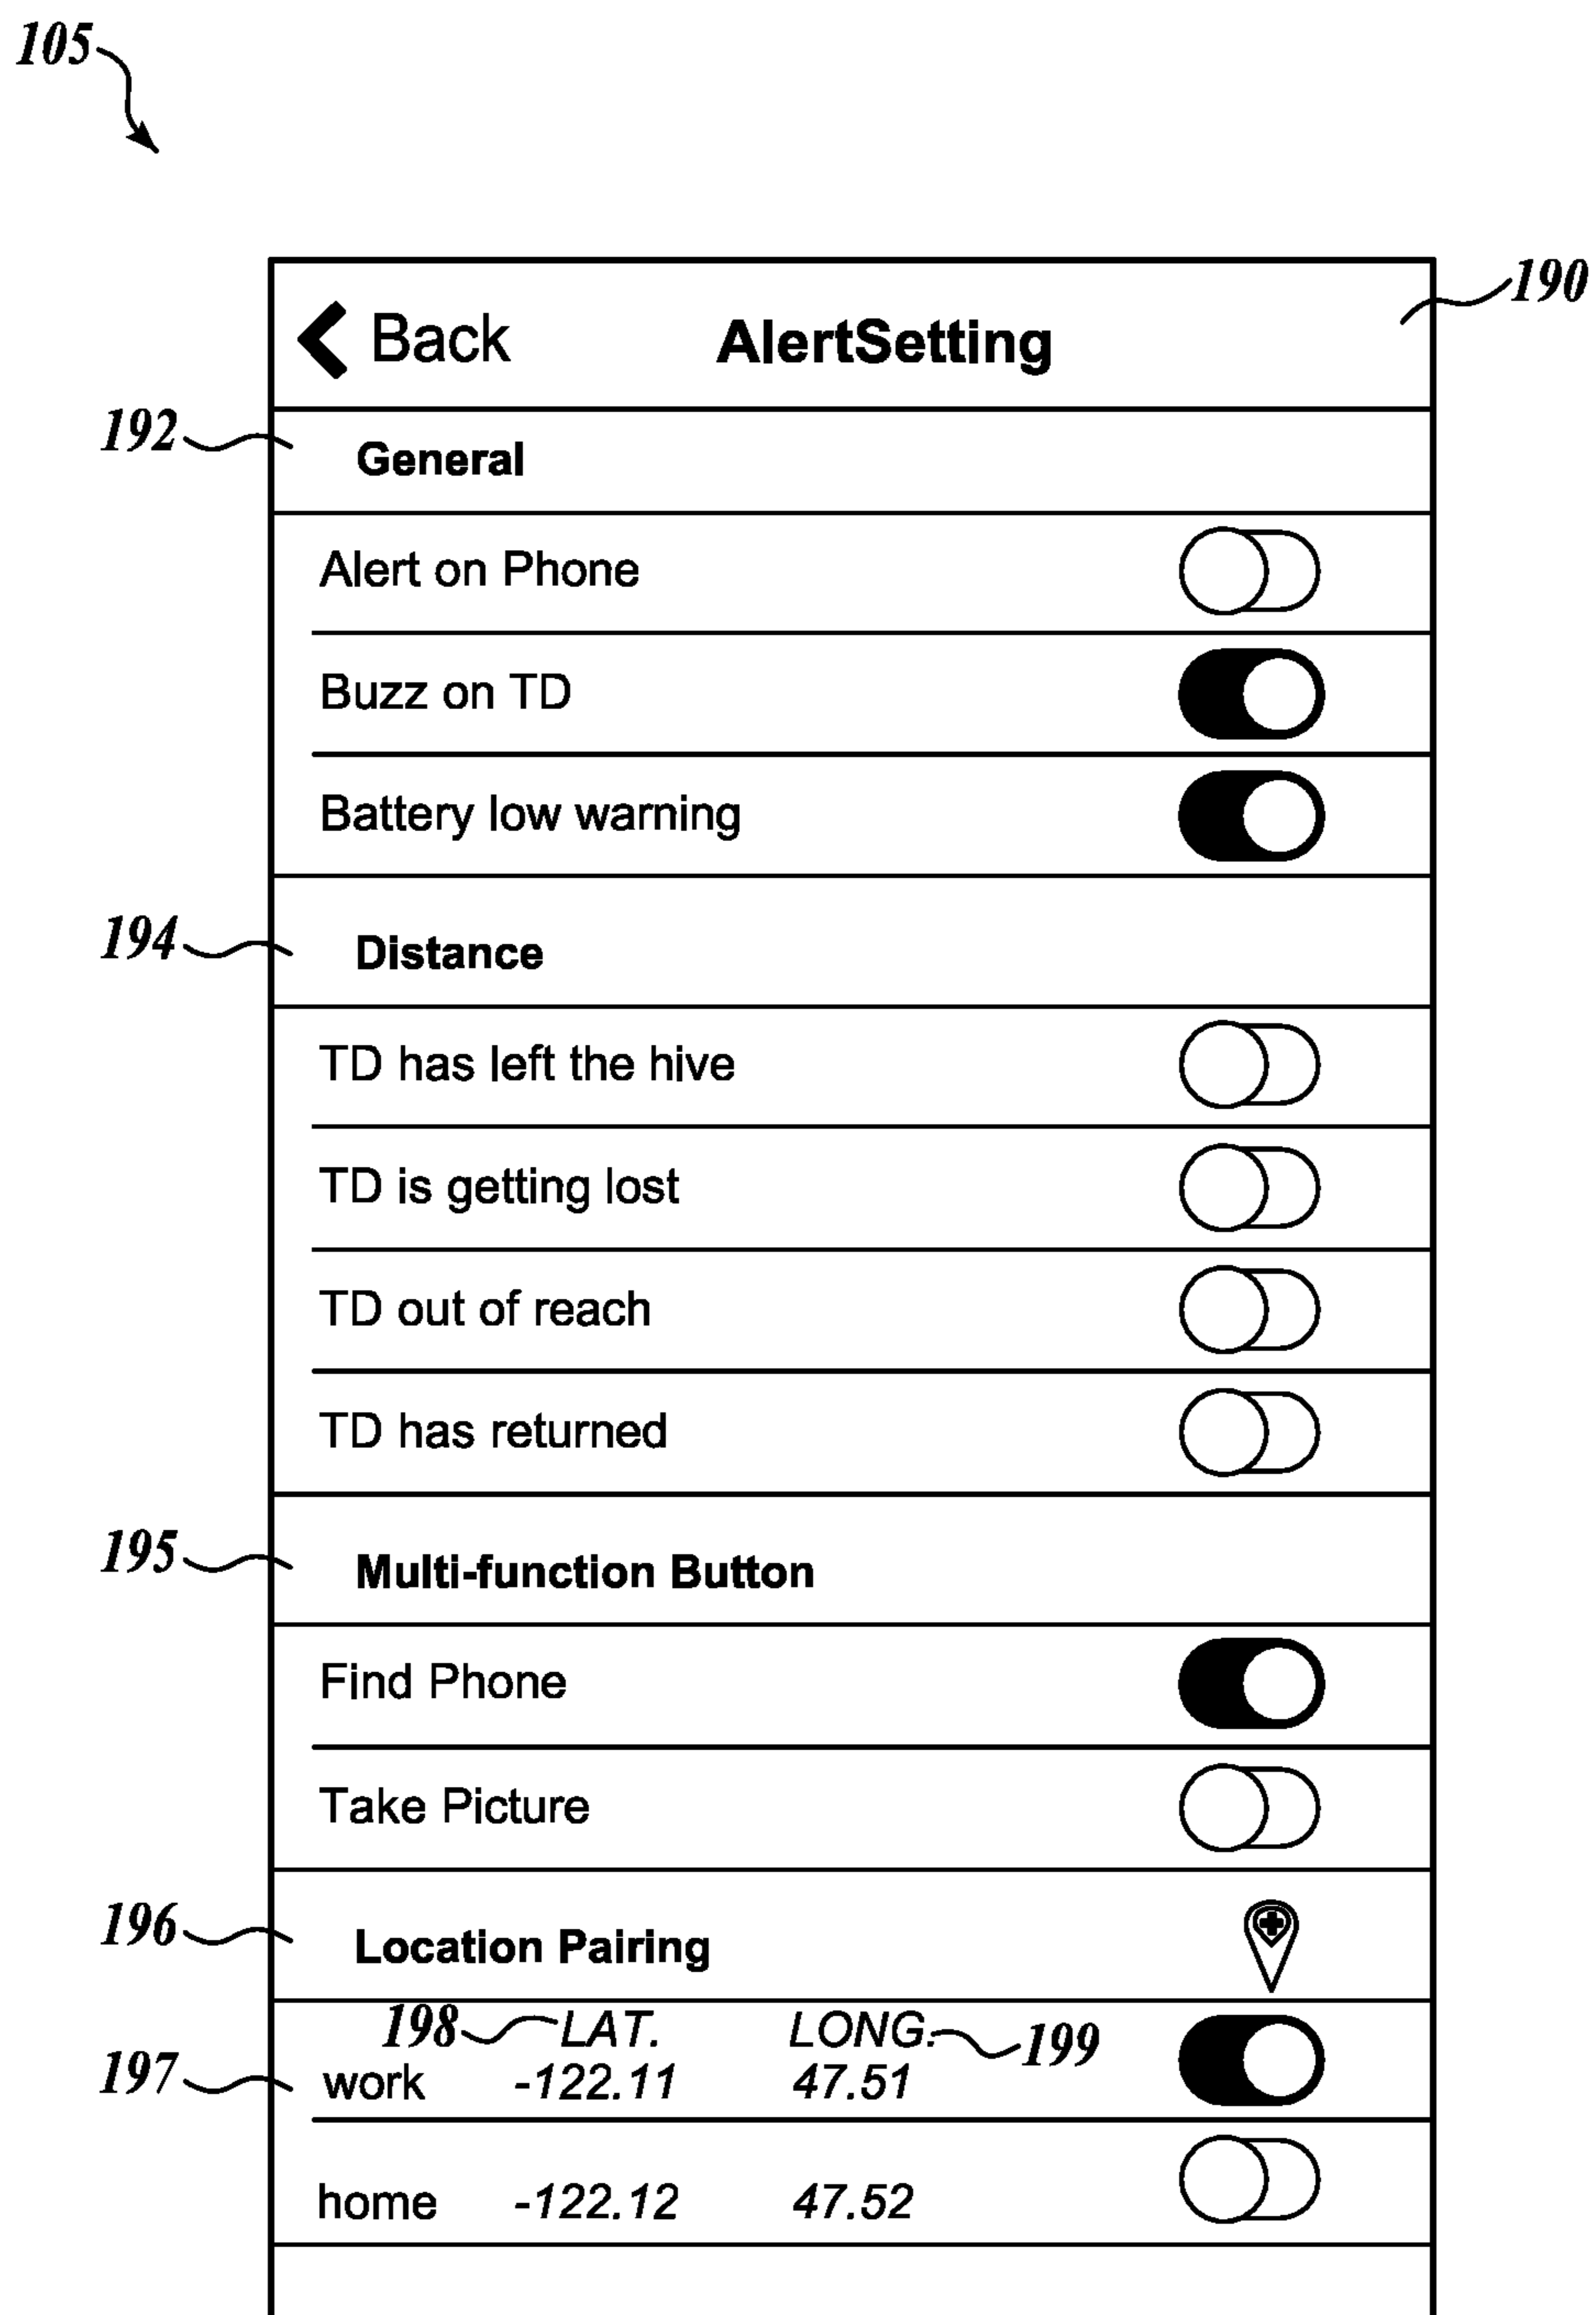 105
190
Back AlertSetting
192 General
Alert on Phone
Buzz on TD
Battery low warning
194 Distance
TD has left the hive
TD is getting lost
TD out of reach
TD has returned
195 Multi-function Button
Find Phone
Take Picture
196 Location Pairing
198 LAT. LONG. 199
197 work -122.11 47.51
home -122.12 47.52